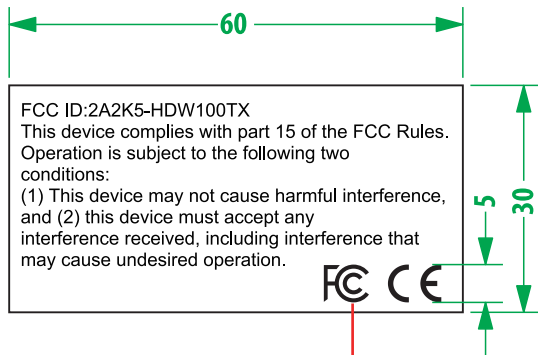 60
FCC ID:2A2K5-HDW100TX
This device complies with part 15 of the FCC Rules.
Operation is subject to the following two
conditions:
(1) This device may not cause harmful interference,
and (2) this device must accept any
interference received, including interference that
may cause undesired operation.
FC CE
5
30